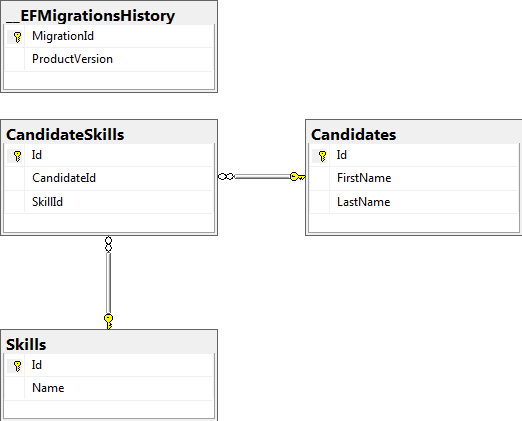 __EFMigrationsHistory
MigrationId
ProductVersion
CandidateSkills
Id
CandidateId
SkillId
Candidates
Id
FirstName
LastName
Skills
Id
Name